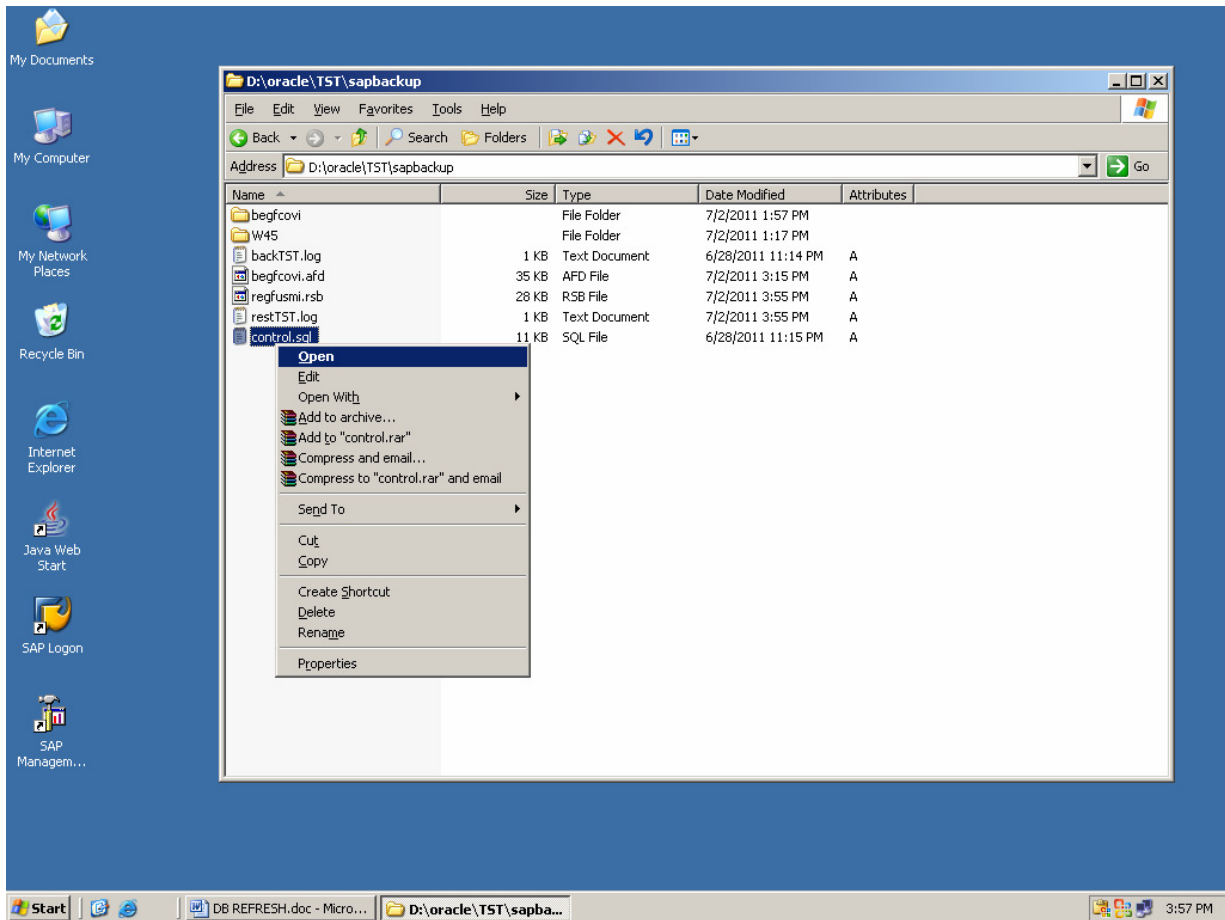 My Documents
My Computer
My Network
Places
Recycle Bin
Internet
Explorer
Java Web
Start
SAP Logon
SAP
Managem...
D:\oracle\TST\sapbackup
File Edit View Favorites Tools Help
Back Search Folders
Address D:\oracle\TST\sapbackup Go
Name Size Type Date Modified Attributes
begfcovi File Folder 7/2/2011 1:57 PM
W45 File Folder 7/2/2011 1:17 PM
backTST.log 1 KB Text Document 6/28/2011 11:14 PM A
begfcovi.afd 35 KB AFD File 7/2/2011 3:15 PM A
regfusmi.rsb 28 KB RSB File 7/2/2011 3:55 PM A
restTST.log 1 KB Text Document 7/2/2011 3:55 PM A
control.sql 11 KB SQL File 6/28/2011 11:15 PM A
Open
Edit
Open With
Add to archive...
Add to "control.rar"
Compress and email...
Compress to "control.rar" and email
Send To
Cut
Copy
Create Shortcut
Delete
Rename
Properties
Start DB REFRESH.doc - Micro... D:\oracle\TST\sapba... 3:57 PM